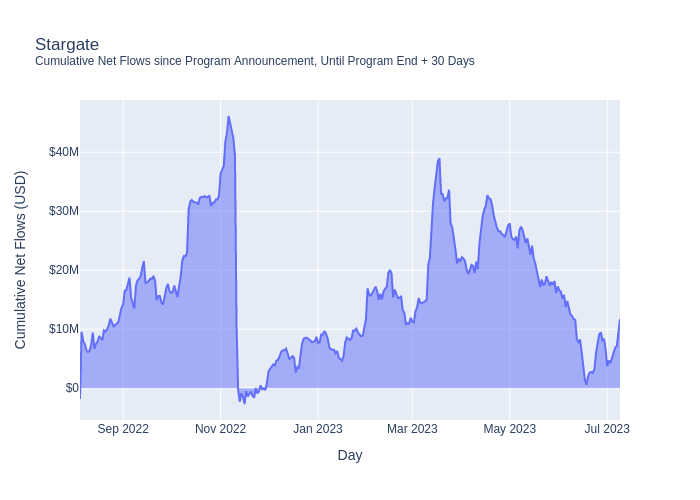 Stargate
Cumulative Net Flows since Program Announcement, Until Program End + 30 Days
Cumulative Net Flows (USD)
$40M
$30M
$20M
$10M
$0
Sep 2022
Nov 2022
Jan 2023
Mar 2023
May 2023
Jul 2023
Day